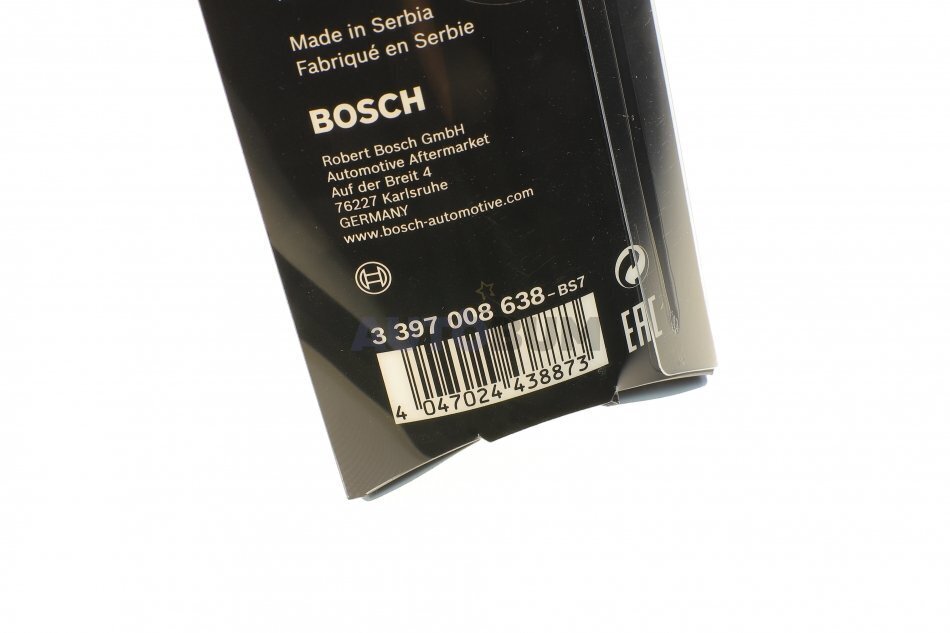 Made in Serbia
Fabriqué en Serbie
BOSCH
Robert Bosch GmbH
Automotive Aftermarket
Auf der Breit 4
76227 Karlsruhe
GERMANY
www.bosch-automotive.com
3 397 008 638-BS7
EAC
4 047024 438873